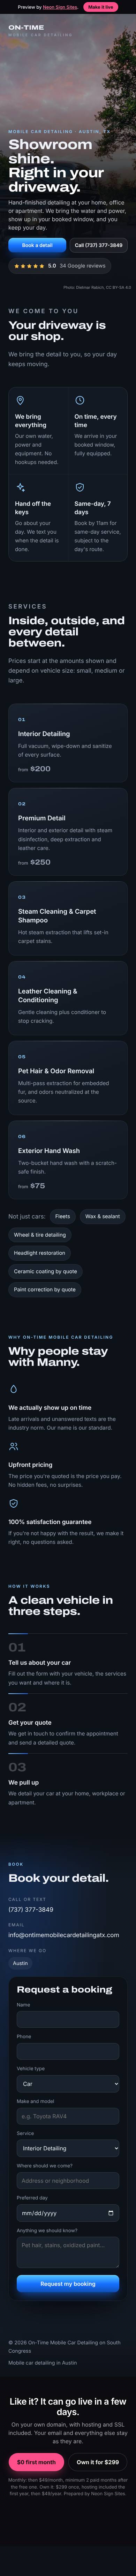 Preview by Neon Sign Sites. Make it live
ON-TIME
MOBILE CAR DETAILING
MOBILE CAR DETAILING · AUSTIN, TX
Showroom
shine.
Right in your
driveway.
Hand-finished detailing at your home, office
or apartment. We bring the water and power,
show up in your booked window, and you
keep your day.
Book a detail
Call (737) 377-3849
★★★★★ 5.0 34 Google reviews
Photo: Dietmar Rabich, CC BY-SA 4.0
WE COME TO YOU
Your driveway is
our shop.
We bring the detail to you, so your day
keeps moving.
We bring
everything
Our own water,
power and
equipment. No
hookups needed.
On time, every
time
We arrive in your
booked window,
fully equipped.
Hand off the
keys
Go about your
day. We text you
when the detail is
done.
Same-day, 7
days
Book by 11am for
same-day service,
subject to the
day's route.
SERVICES
Inside, outside, and
every detail
between.
Prices start at the amounts shown and
depend on vehicle size: small, medium or
large.
01
Interior Detailing
Full vacuum, wipe-down and sanitize
of every surface.
from $200
02
Premium Detail
Interior and exterior detail with steam
disinfection, deep extraction and
leather care.
from $250
03
Steam Cleaning & Carpet
Shampoo
Hot steam extraction that lifts set-in
carpet stains.
04
Leather Cleaning &
Conditioning
Gentle cleaning plus conditioner to
stop cracking.
05
Pet Hair & Odor Removal
Multi-pass extraction for embedded
fur, and odors neutralized at the
source.
06
Exterior Hand Wash
Two-bucket hand wash with a scratch-
safe finish.
from $75
Not just cars: Fleets Wax & sealant
Wheel & tire detailing
Headlight restoration
Ceramic coating by quote
Paint correction by quote
WHY ON-TIME MOBILE CAR DETAILING
Why people stay
with Manny.
We actually show up on time
Late arrivals and unanswered texts are the
industry norm. Our name is our standard.
Upfront pricing
The price you're quoted is the price you pay.
No hidden fees, no surprises.
100% satisfaction guarantee
If you're not happy with the result, we make it
right, no questions asked.
HOW IT WORKS
A clean vehicle in
three steps.
01
Tell us about your car
Fill out the form with your vehicle, the services
you want and where it is.
02
Get your quote
We get in touch to confirm the appointment
and send a detailed quote.
03
We pull up
We detail your car at your home, workplace or
apartment.
BOOK
Book your detail.
CALL OR TEXT
(737) 377-3849
EMAIL
info@ontimemobilecardetailingatx.com
WHERE WE GO
Austin
Request a booking
Name
Phone
Vehicle type
Car
Make and model
e.g. Toyota RAV4
Service
Interior Detailing
Where should we come?
Address or neighborhood
Preferred day
mm/dd/yyyy
Anything we should know?
Pet hair, stains, oxidized paint...
Request my booking
© 2026 On-Time Mobile Car Detailing on South
Congress
Mobile car detailing in Austin
Like it? It can go live in a few
days.
On your own domain, with hosting and SSL
included. Your email and everything else stay
as they are.
$0 first month
Own it for $299
Monthly: then $49/month, minimum 2 paid months after
the free one. Own it: $299 once, hosting included the
first year, then $49/year. Prepared by Neon Sign Sites.